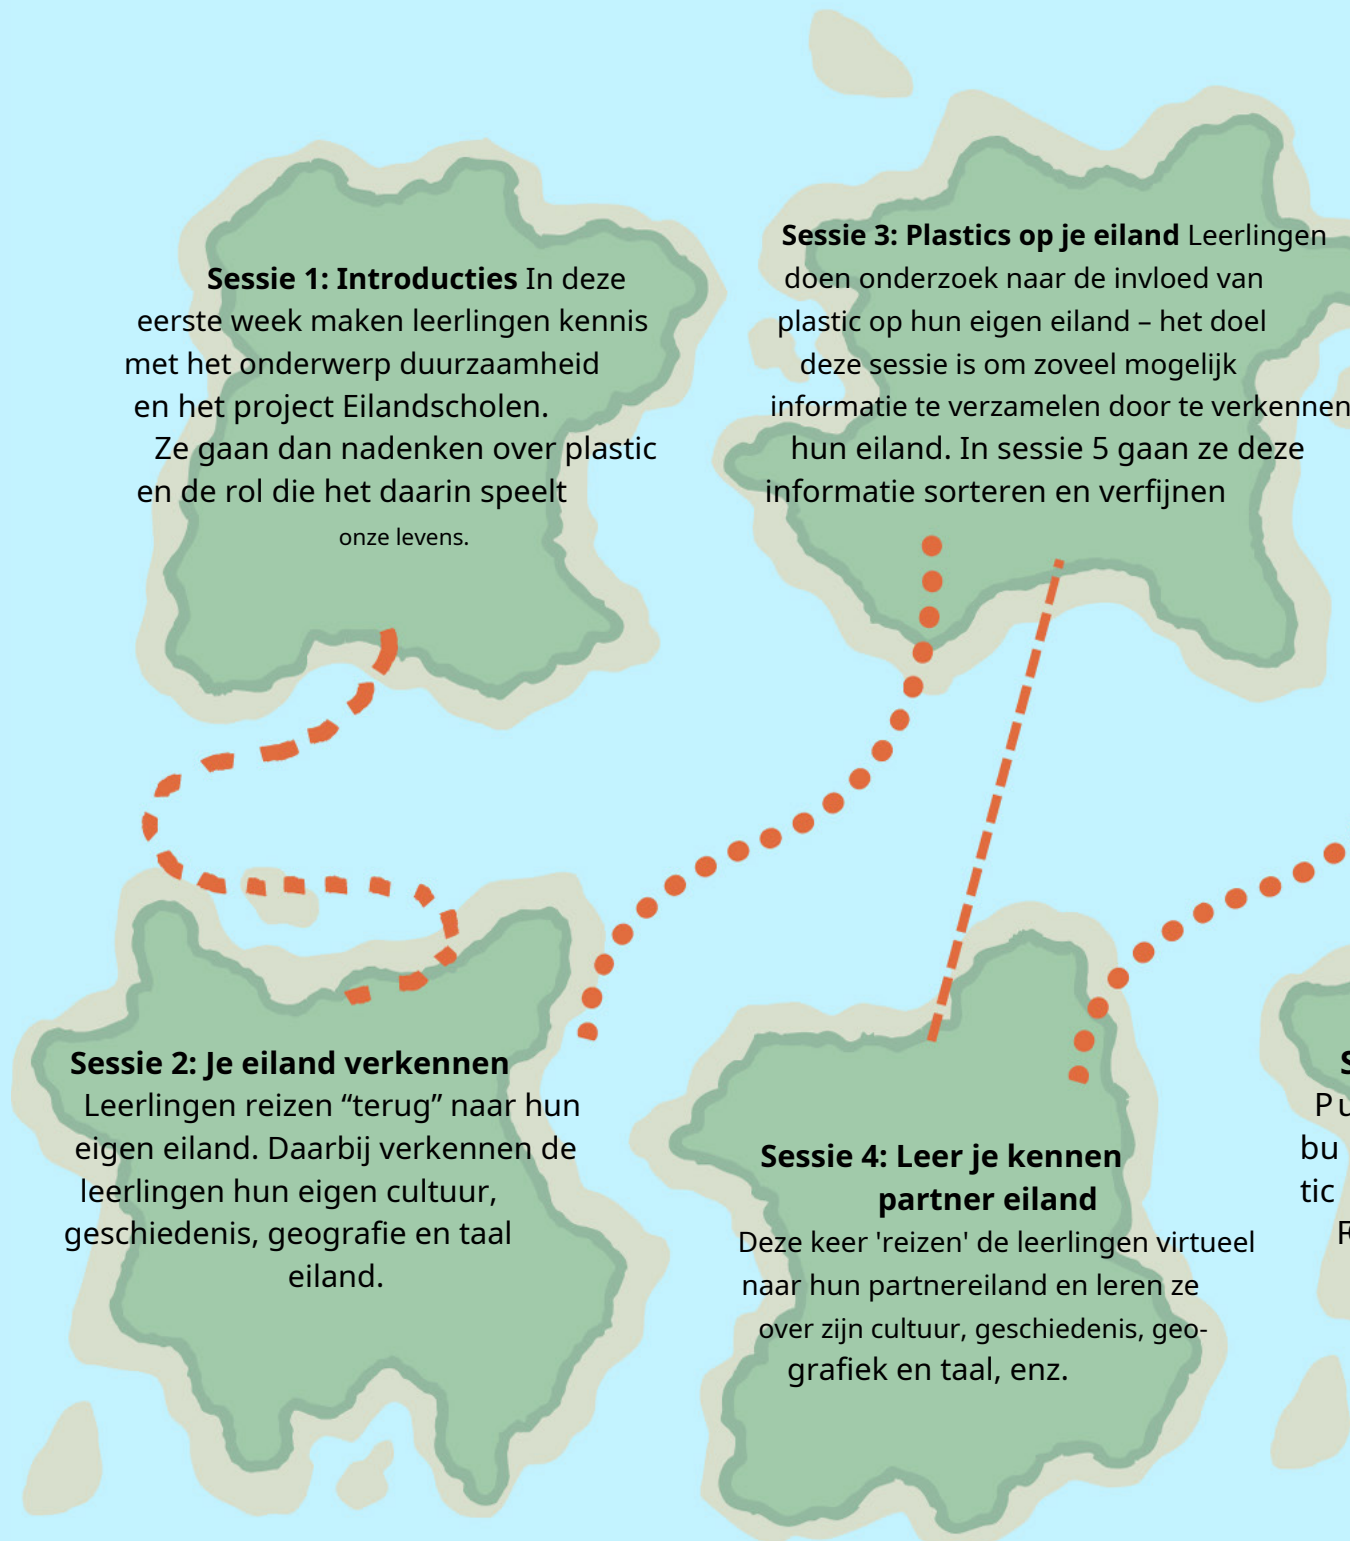 Sessie 1: Introducties In deze
eerste week maken leerlingen kennis
met het onderwerp duurzaamheid
en het project Eilandscholen.
Ze gaan dan nadenken over plastic
en de rol die het daarin speelt
onze levens.
Sessie 2: Je eiland verkennen
Leerlingen reizen “terug” naar hun
eigen eiland. Daarbij verkennen de
leerlingen hun eigen cultuur,
geschiedenis, geografie en taal
eiland.
Sessie 3: Plastics op je eiland Leerlingen
doen onderzoek naar de invloed van
plastic op hun eigen eiland – het doel
deze sessie is om zoveel mogelijk
informatie te verzamelen door te verkennen
hun eiland. In sessie 5 gaan ze deze
informatie sorteren en verfijnen
Sessie 4: Leer je kennen
partner eiland
Deze keer 'reizen' de leerlingen virtueel
naar hun partnereiland en leren ze
over zijn cultuur, geschiedenis, geo-
grafiek en taal, enz.
bu
tic